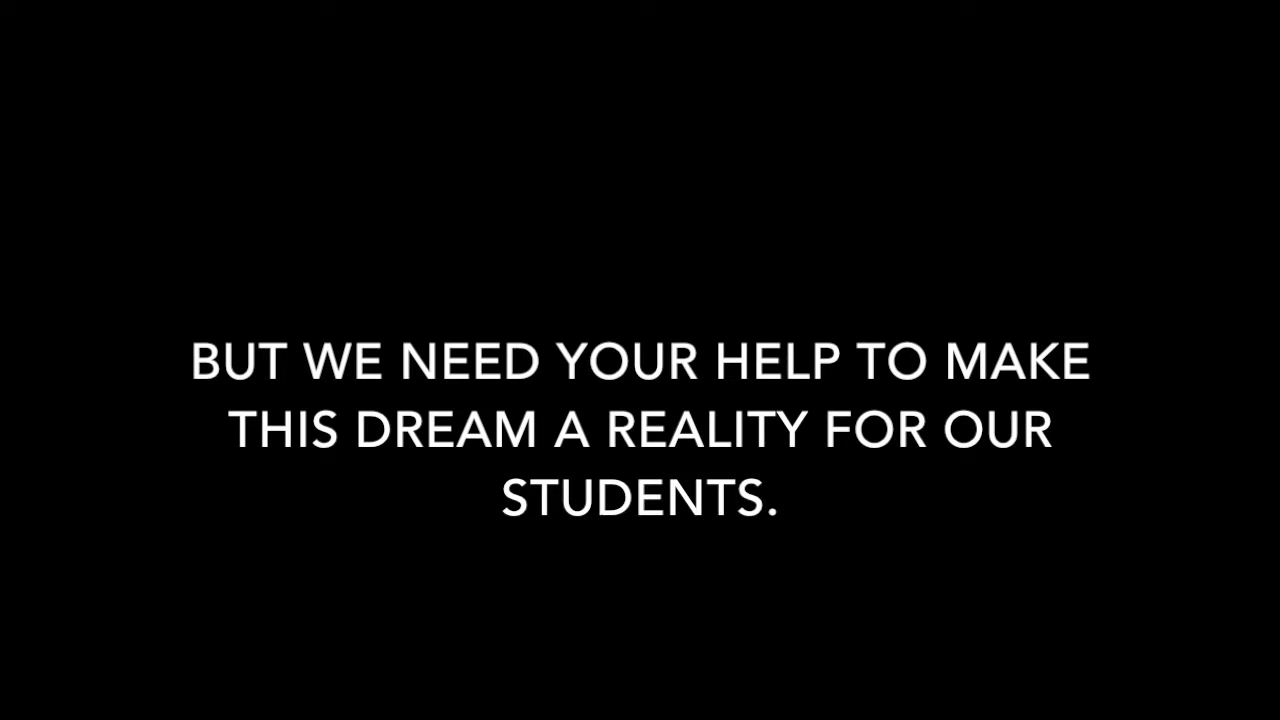 BUT WE NEED YOUR HELP TO MAKE
THIS DREAM A REALITY FOR OUR
STUDENTS.